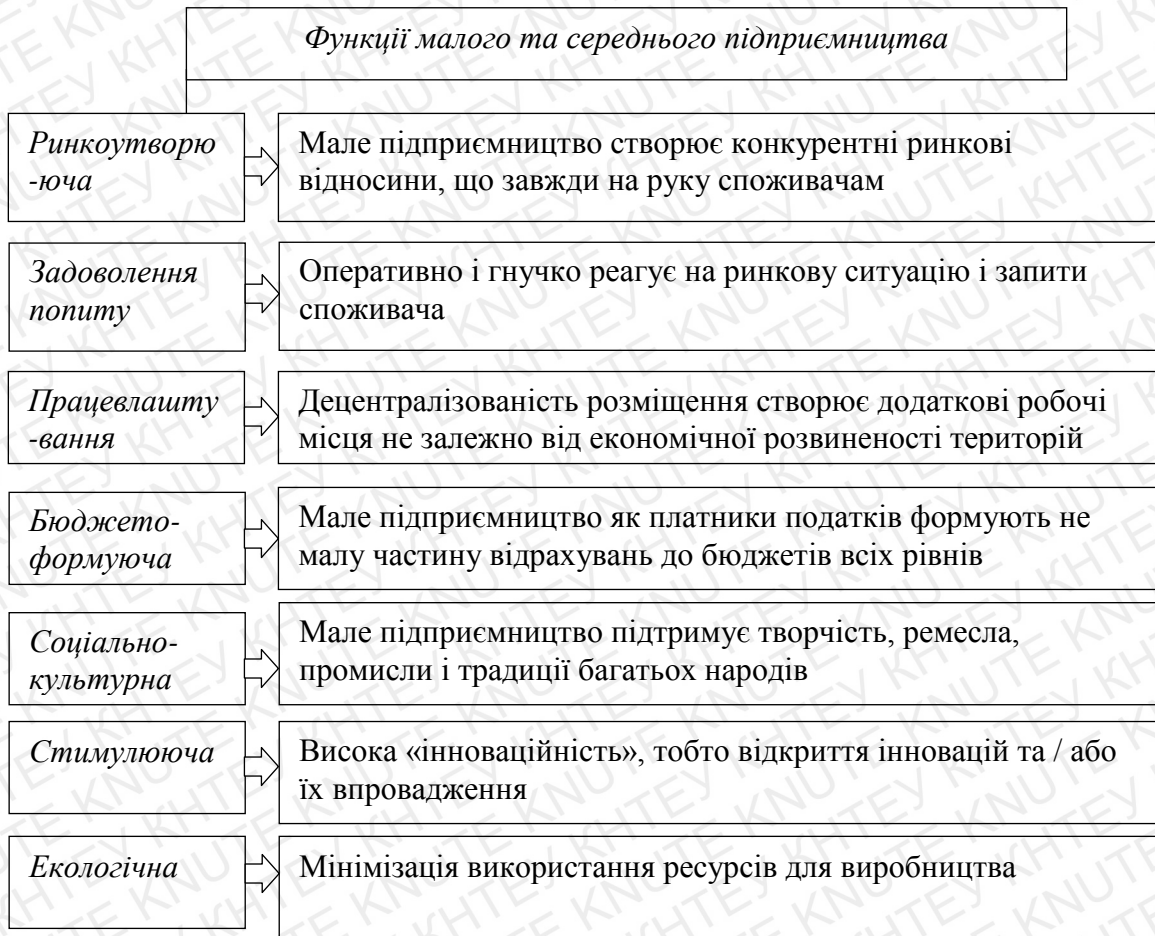 Функції малого та середнього підприємництва
Ринкоутворю
-юча
Мале підприємництво створює конкурентні ринкові
відносини, що завжди на руку споживачам
Задоволення
попиту
Оперативно і гнучко реагує на ринкову ситуацію і запити
споживача
Працевлашту
-вання
Децентралізованість розміщення створює додаткові робочі
місця не залежно від економічної розвиненості територій
Бюджето-
формуюча
Мале підприємництво як платники податків формують не
малу частину відрахувань до бюджетів всіх рівнів
Соціально-
культурна
Мале підприємництво підтримує творчість, ремесла,
промисли і традиції багатьох народів
Стимулююча
Висока «інноваційність», тобто відкриття інновацій та / або
їх впровадження
Екологічна
Мінімізація використання ресурсів для виробництва